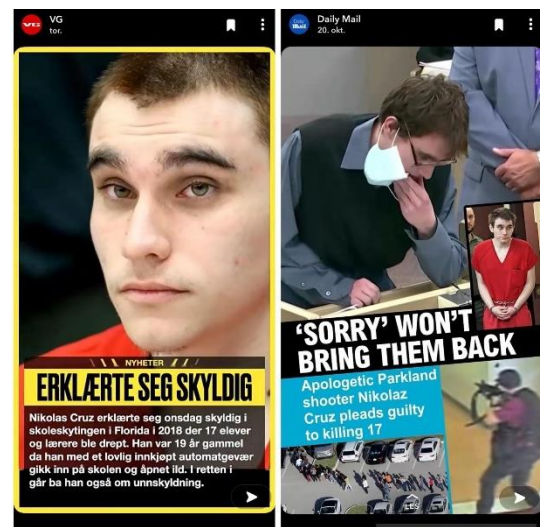 VG
tor.
NYHETER
ERKLÆRTE SEG SKYLDIG
Nikolas Cruz erklærte seg onsdag skyldig i
skoleskytingen i Florida i 2018 der 17 elever
og lærere ble drept. Han var 19 år gammel
da han med et lovlig innkjøpt automatgevær
gikk inn på skolen og åpnet ild. I retten i
går ba han også om unnskyldning.
Daily Mail
20. okt.
'SORRY' WON'T
BRING THEM BACK
Apologetic Parkland
shooter Nikolaz
Cruz pleads guilty
to killing 17
LES